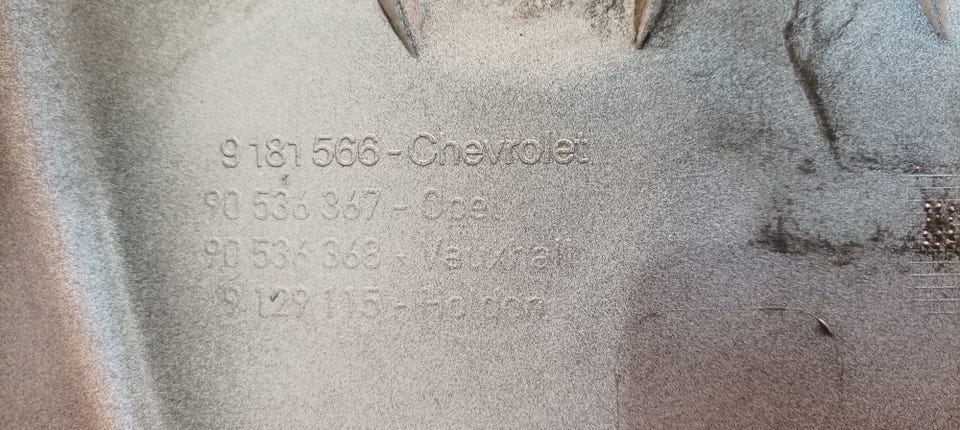 9 181 566 - Chevrolet
90 536 367 - Opel
90 536 368 - Vauxhall
9 129 115 - Holden